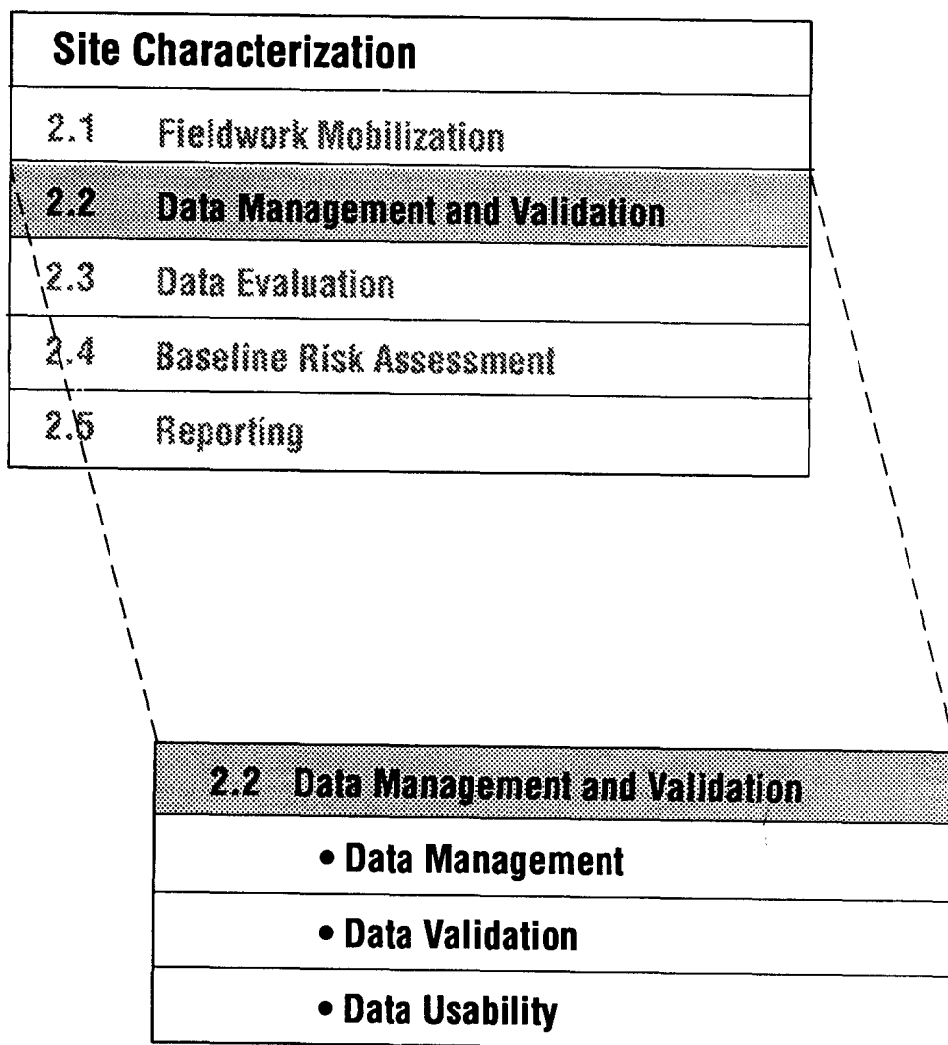 Site Characterization
2.1 Fieldwork Mobilization
2.2 Data Management and Validation
2.3 Data Evaluation
2.4 Baseline Risk Assessment
2.5 Reporting
2.2 Data Management and Validation
• Data Management
• Data Validation
• Data Usability